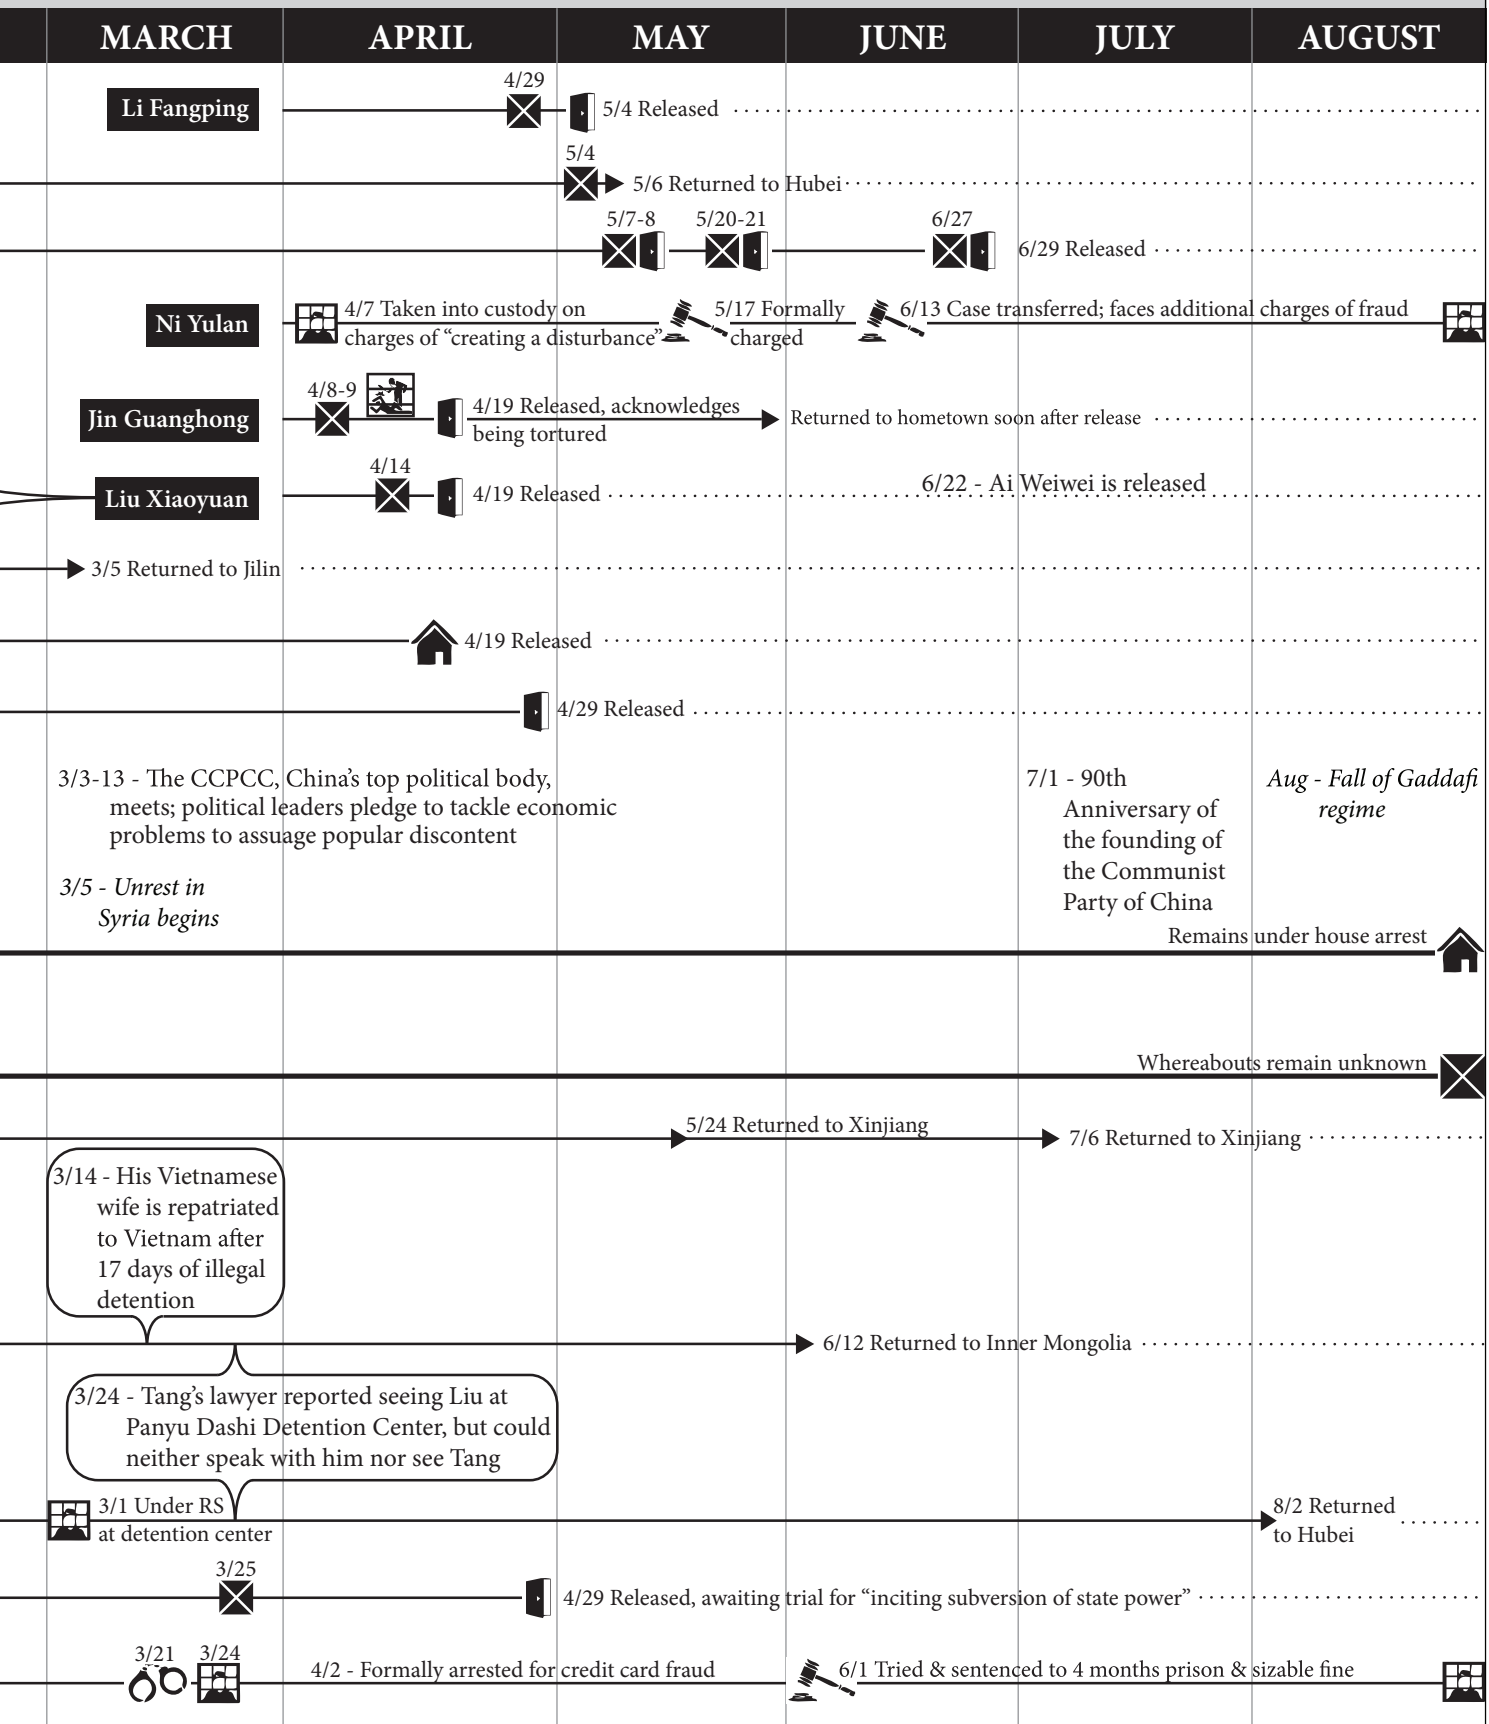 MARCH APRIL MAY JUNE JULY AUGUST
4/29
Li Fangping 5/4 Released
5/4
5/6 Returned to Hubei
5/7-8 5/20-21 6/27
6/29 Released
Ni Yulan
4/7 Taken into custody on
charges of “creating a disturbance”
5/17 Formally
charged
6/13 Case transferred; faces additional charges of fraud
4/8-9
Jin Guanghong
4/19 Released, acknowledges
being tortured
Returned to hometown soon after release
4/14
Liu Xiaoyuan 4/19 Released
6/22 - Ai Weiwei is released
3/5 Returned to Jilin
4/19 Released
4/29 Released
3/3-13 - The CCPCC, China’s top political body,
meets; political leaders pledge to tackle economic
problems to assuage popular discontent
7/1 - 90th
Anniversary of
the founding of
the Communist
Party of China
Aug - Fall of Gaddafi
regime
3/5 - Unrest in
Syria begins
Remains under house arrest
Whereabouts remain unknown
5/24 Returned to Xinjiang
7/6 Returned to Xinjiang
3/14 - His Vietnamese
wife is repatriated
to Vietnam after
17 days of illegal
detention
6/12 Returned to Inner Mongolia
3/24 - Tang’s lawyer reported seeing Liu at
Panyu Dashi Detention Center, but could
neither speak with him nor see Tang
3/1 Under RS
at detention center
8/2 Returned
to Hubei
3/25
4/29 Released, awaiting trial for “inciting subversion of state power”
3/21 3/24
4/2 - Formally arrested for credit card fraud
6/1 Tried & sentenced to 4 months prison & sizable fine